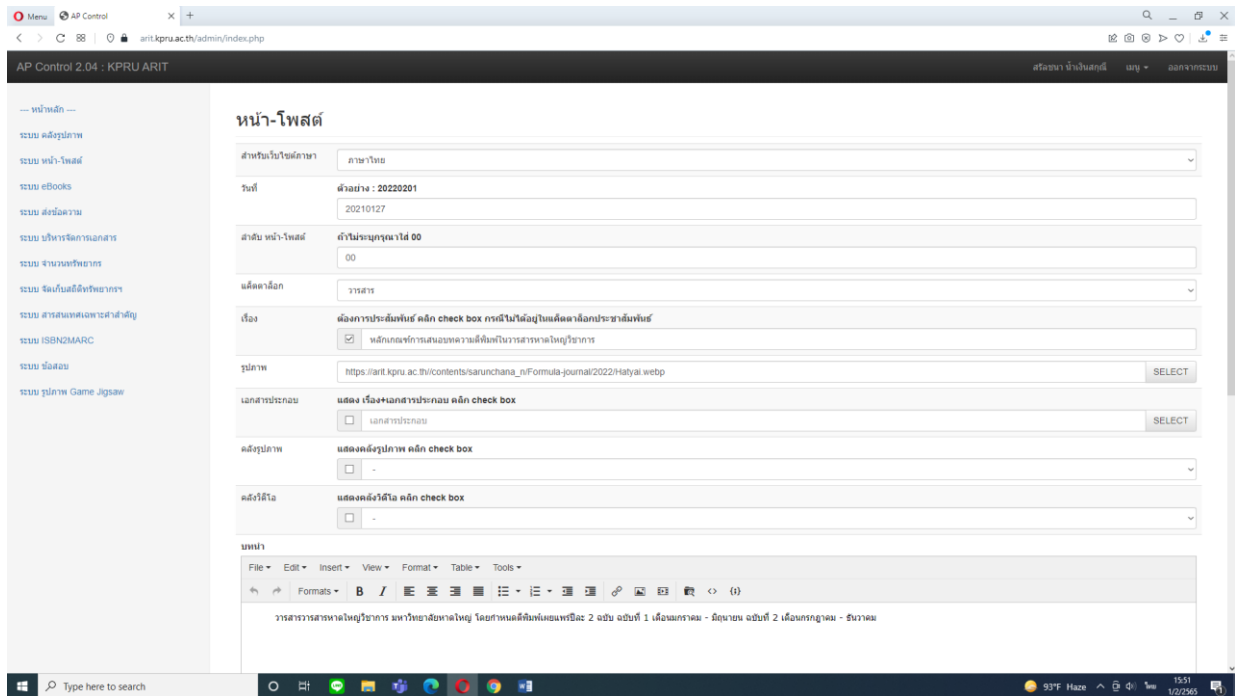 Menu
AP Control
arit.kpru.ac.th/admin/index.php
AP Control 2.04 : KPRU ARIT
สรัลชนา น้ำเงินสกุณี เมนู ออกจากระบบ
--- หน้าหลัก ---
ระบบ คลังรูปภาพ
ระบบ หน้า-โพสต์
ระบบ eBooks
ระบบ ส่งข้อความ
ระบบ บริหารจัดการเอกสาร
ระบบ จำนวนทรัพยากร
ระบบ จัดเก็บสถิติทรัพยากรฯ
ระบบ สารสนเทศเฉพาะคำสำคัญ
ระบบ ISBN2MARC
ระบบ ข้อสอบ
ระบบ รูปภาพ Game Jigsaw
หน้า-โพสต์
สำหรับเว็บไซต์ภาษา ภาษาไทย
วันที่ ตัวอย่าง : 20220201
20210127
ลำดับ หน้า-โพสต์ ถ้าไม่ระบุกรุณาใส่ 00
00
แค็ตตาล็อก วารสาร
เรื่อง ต้องการประสัมพันธ์ คลิก check box กรณีไม่ได้อยู่ในแค็ตตาล็อกประชาสัมพันธ์
หลักเกณฑ์การเสนอบทความตีพิมพ์ในวารสารหาดใหญ่วิชาการ
รูปภาพ https://arit.kpru.ac.th//contents/sarunchana_n/Formula-journal/2022/Hatyai.webp SELECT
เอกสารประกอบ แสดง เรื่อง+เอกสารประกอบ คลิก check box
เอกสารประกอบ SELECT
คลังรูปภาพ แสดงคลังรูปภาพ คลิก check box
-
คลังวีดีโอ แสดงคลังวีดีโอ คลิก check box
-
บทนำ
File Edit Insert View Format Table Tools
Formats B I
วารสารวารสารหาดใหญ่วิชาการ มหาวิทยาลัยหาดใหญ่ โดยกำหนดตีพิมพ์เผยแพร่ปีละ 2 ฉบับ ฉบับที่ 1 เดือนมกราคม - มิถุนายน ฉบับที่ 2 เดือนกรกฎาคม - ธันวาคม
Type here to search
93°F Haze ไทย 15:51
1/2/2565